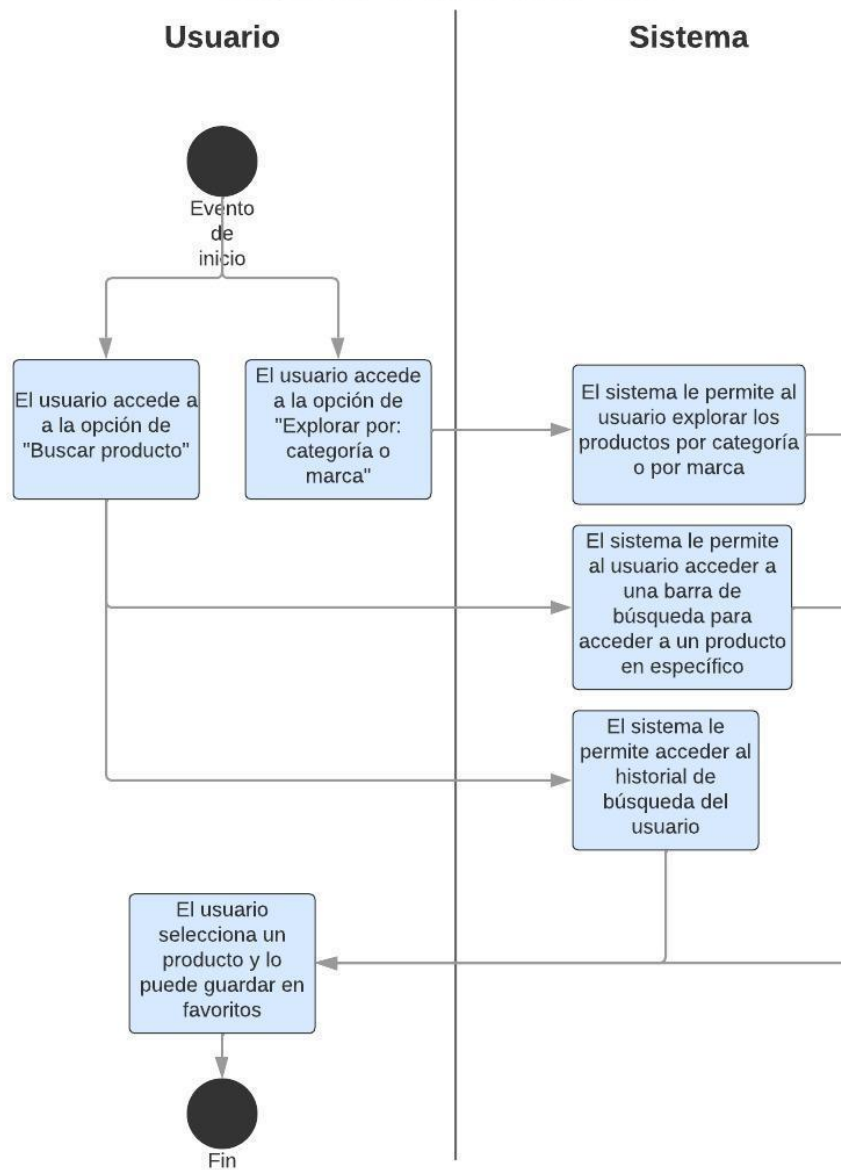 Usuario
Sistema
Evento
de
inicio
El usuario accede a
a la opción de
"Buscar producto"
El usuario accede
a la opción de
"Explorar por:
categoría o
marca"
El sistema le permite al
usuario explorar los
productos por categoría
o por marca
El sistema le permite
al usuario acceder a
una barra de
búsqueda para
acceder a un producto
en específico
El sistema le
permite acceder al
historial de
búsqueda del
usuario
El usuario
selecciona un
producto y lo
puede guardar en
favoritos
Fin